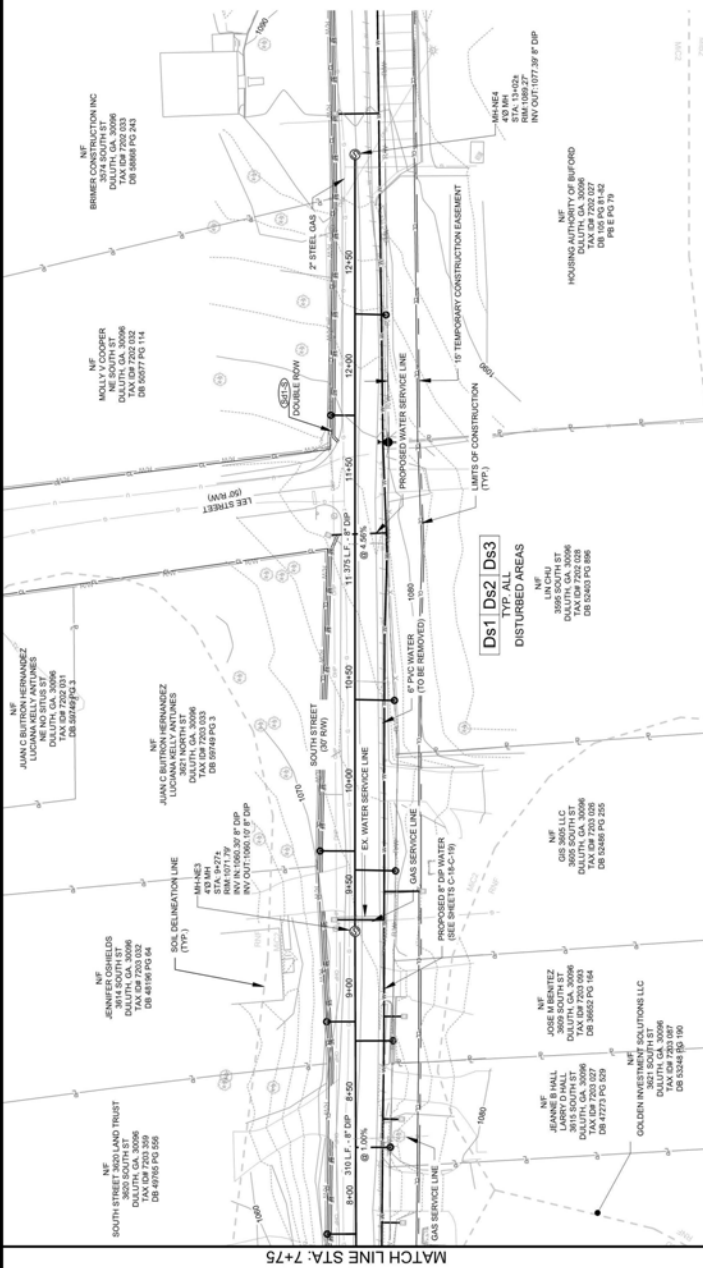 N/F
BRIMER CONSTRUCTION INC
3574 SOUTH ST
DULUTH, GA. 30096
TAX ID# 7202 033
DB 58868 PG 243
1090
MH-NE4
4'Ø MH
STA: 13+02±
RIM:1089.27'
INV OUT:1077.39' 8" DIP
N/F
HOUSING AUTHORITY OF BUFORD
DULUTH, GA. 30096
TAX ID# 7202 027
DB 105 PG 81-82
PB E PG 79
2" STEEL GAS
12+50
15' TEMPORARY CONSTRUCTION EASEMENT
N/F
MOLLY V COOPER
NE SOUTH ST
DULUTH, GA. 30096
TAX ID# 7202 032
DB 50577 PG 114
Sd1-S
DOUBLE ROW
12+00
1090
PROPOSED WATER SERVICE LINE
LIMITS OF CONSTRUCTION
(TYP.)
LEE STREET
(50' R/W)
11+50
375 L.F. - 8" DIP
@ 4.56%
11
1080
Ds1 Ds2 Ds3
TYP. ALL
DISTURBED AREAS
N/F
LIN CHU
3595 SOUTH ST
DULUTH, GA. 30096
TAX ID# 7202 028
DB 52403 PG 896
N/F
JUAN C BUITRON HERNANDEZ
LUCIANA KELLY ANTUNES
NE NO SITUS ST
DULUTH, GA. 30096
TAX ID# 7202 031
DB 59749 PG 3
N/F
JUAN C BUITRON HERNANDEZ
LUCIANA KELLY ANTUNES
3621 NORTH ST
DULUTH, GA. 30096
TAX ID# 7203 033
DB 59749 PG 3
SOUTH STREET
(30' R/W)
10+50
6" PVC WATER
(TO BE REMOVED)
1070
10+00
EX. WATER SERVICE LINE
N/F
GIS 3605 LLC
3605 SOUTH ST
DULUTH, GA. 30096
TAX ID# 7203 026
DB 52486 PG 255
MH-NE3
4'Ø MH
STA: 9+27±
RIM:1071.79'
INV IN:1060.30' 8" DIP
INV OUT:1060.10' 8" DIP
9+50
GAS SERVICE LINE
PROPOSED 8" DIP WATER
(SEE SHEETS C-18-C-19)
SOIL DELINEATION LINE
(TYP.)
N/F
JENNIFER OSHIELDS
3614 SOUTH ST
DULUTH, GA. 30096
TAX ID# 7203 032
DB 48196 PG 64
9+00
N/F
JOSE M BENITEZ
3609 SOUTH ST
DULUTH, GA. 30096
TAX ID# 7203 093
DB 36652 PG 164
8+50
310 L.F. - 8" DIP
@ 1.00%
8+00
1080
N/F
JEANNE B HALL
LARRY D HALL
3615 SOUTH ST
DULUTH, GA. 30096
TAX ID# 7203 027
DB 47273 PG 529
N/F
GOLDEN INVESTMENT SOLUTIONS LLC
3621 SOUTH ST
DULUTH, GA. 30096
TAX ID# 7203 087
DB 53248 PG 190
N/F
SOUTH STREET 3620 LAND TRUST
3620 SOUTH ST
DULUTH, GA. 30096
TAX ID# 7203 359
DB 49765 PG 556
1060
GAS SERVICE LINE
MATCH LINE STA: 7+75